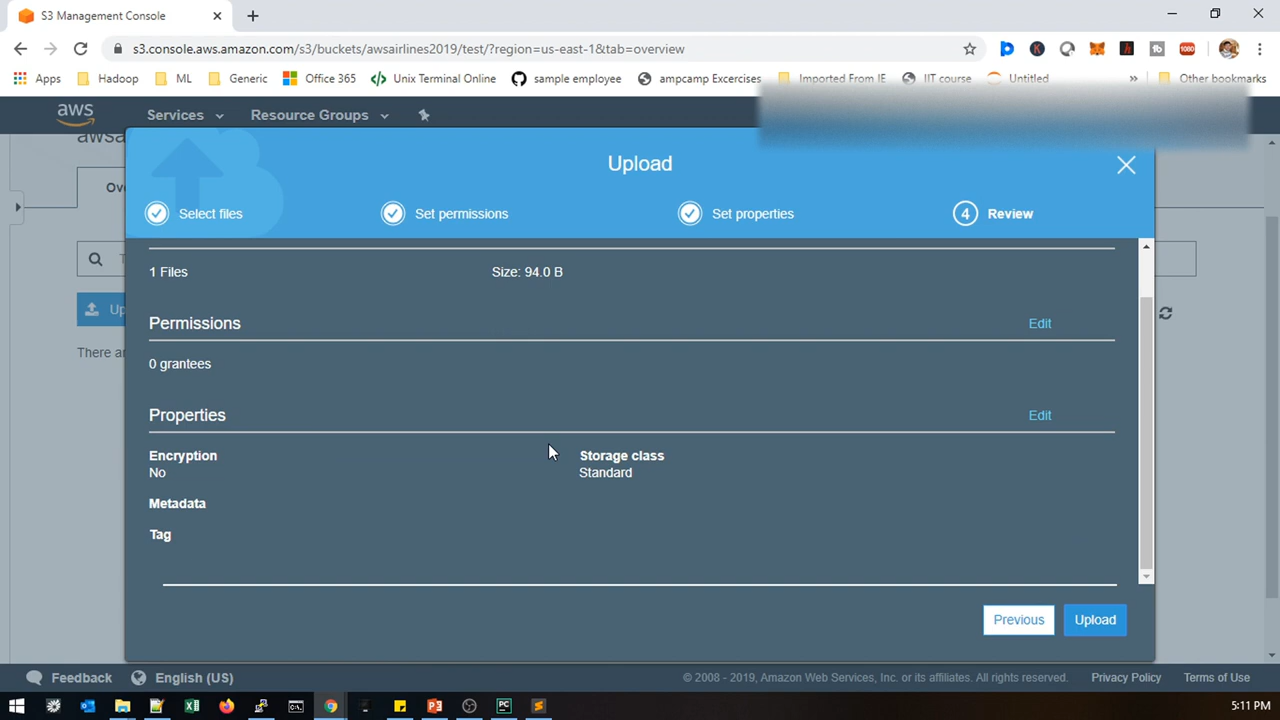 S3 Management Console
s3.console.aws.amazon.com/s3/buckets/awsairlines2019/test/?region=us-east-1&tab=overview
Apps Hadoop ML Generic Office 365 Unix Terminal Online sample employee ampcamp Excercises Imported From IE IIT course Untitled » Other bookmarks
aws Services Resource Groups
Upload
Select files Set permissions Set properties 4 Review
1 Files Size: 94.0 B
Permissions Edit
0 grantees
Properties Edit
Encryption Storage class
No Standard
Metadata
Tag
Previous Upload
There
Feedback English (US) © 2008 - 2019, Amazon Web Services, Inc. or its affiliates. All rights reserved. Privacy Policy Terms of Use
5:11 PM